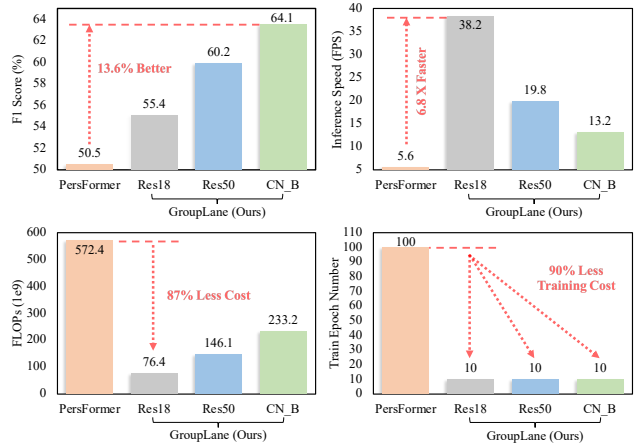 F1 Score (%)
64
62
60
58
56
54
52
50
50.5
55.4
60.2
64.1
13.6% Better
PersFormer
Res18
Res50
CN_B
GroupLane (Ours)
Inference Speed (FPS)
40
35
30
25
20
15
10
5
5.6
38.2
19.8
13.2
6.8 X Faster
PersFormer
Res18
Res50
CN_B
GroupLane (Ours)
FLOPs (1e9)
600
500
400
300
200
100
0
572.4
76.4
146.1
233.2
87% Less Cost
PersFormer
Res18
Res50
CN_B
GroupLane (Ours)
Train Epoch Number
110
100
90
80
70
60
50
40
30
20
10
0
100
10
10
10
90% Less
Training Cost
PersFormer
Res18
Res50
CN_B
GroupLane (Ours)